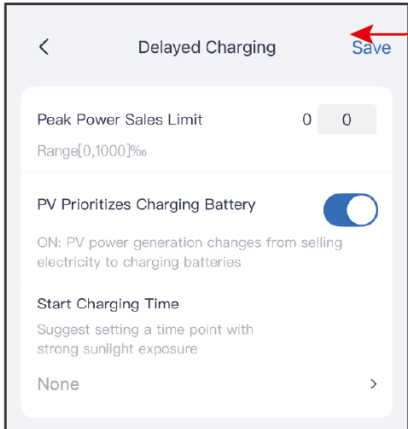 Delayed Charging
Save
Peak Power Sales Limit 0 0
Range[0,1000]‰
PV Prioritizes Charging Battery
ON: PV power generation changes from selling
electricity to charging batteries
Start Charging Time
Suggest setting a time point with
strong sunlight exposure
None